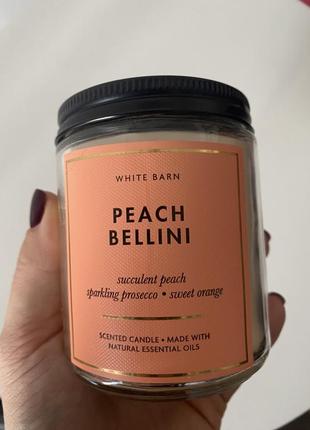 WHITE BARN
PEACH
BELLINI
succulent peach
sparkling prosecco • sweet orange
SCENTED CANDLE • MADE WITH
NATURAL ESSENTIAL OILS